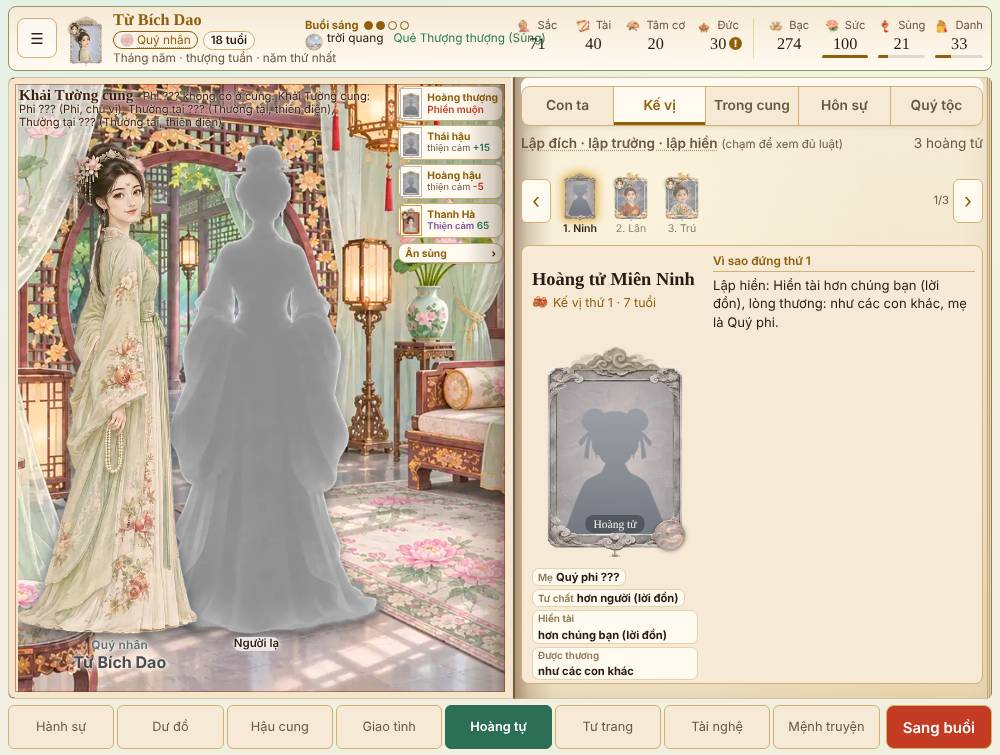 ☰
Từ Bích Dao
Quý nhân 18 tuổi
Tháng năm · thượng tuần · năm thứ nhất
Buổi sáng
trời quang Quẻ Thượng thượng (Sủng)
Sắc 71
Tài 40
Tâm cơ 20
Đức 30 !
Bạc 274
Sức 100
Sủng 21
Danh 33
Khải Tường cung · Phi ??? không có ở cung. Khải Tường cung:
Phi ??? (Phi, chủ vị), Thường tại ??? (Thường tại, thiên điện),
Thường tại ??? (Thường tại, thiên điện)
Hoàng thượng
Phiền muộn
Thái hậu
thiện cảm +15
Hoàng hậu
thiện cảm -5
Thanh Hà
Thiện cảm 65
Ân sủng ›
Quý nhân
Từ Bích Dao
Người lạ
Con ta Kế vị Trong cung Hôn sự Quý tộc
Lập đích · lập trưởng · lập hiền (chạm để xem đủ luật) 3 hoàng tử
‹ 1/3 ›
1. Ninh 2. Lân 3. Trú
Hoàng tử Miên Ninh
Kế vị thứ 1 · 7 tuổi
Hoàng tử
Mẹ Quý phi ???
Tư chất hơn người (lời đồn)
Hiền tài
hơn chúng bạn (lời đồn)
Được thương
như các con khác
Vì sao đứng thứ 1
Lập hiền: Hiền tài hơn chúng bạn (lời
đồn), lòng thương: như các con khác, mẹ
là Quý phi.
Hành sự Dư đồ Hậu cung Giao tình Hoàng tự Tư trang Tài nghệ Mệnh truyện Sang buổi